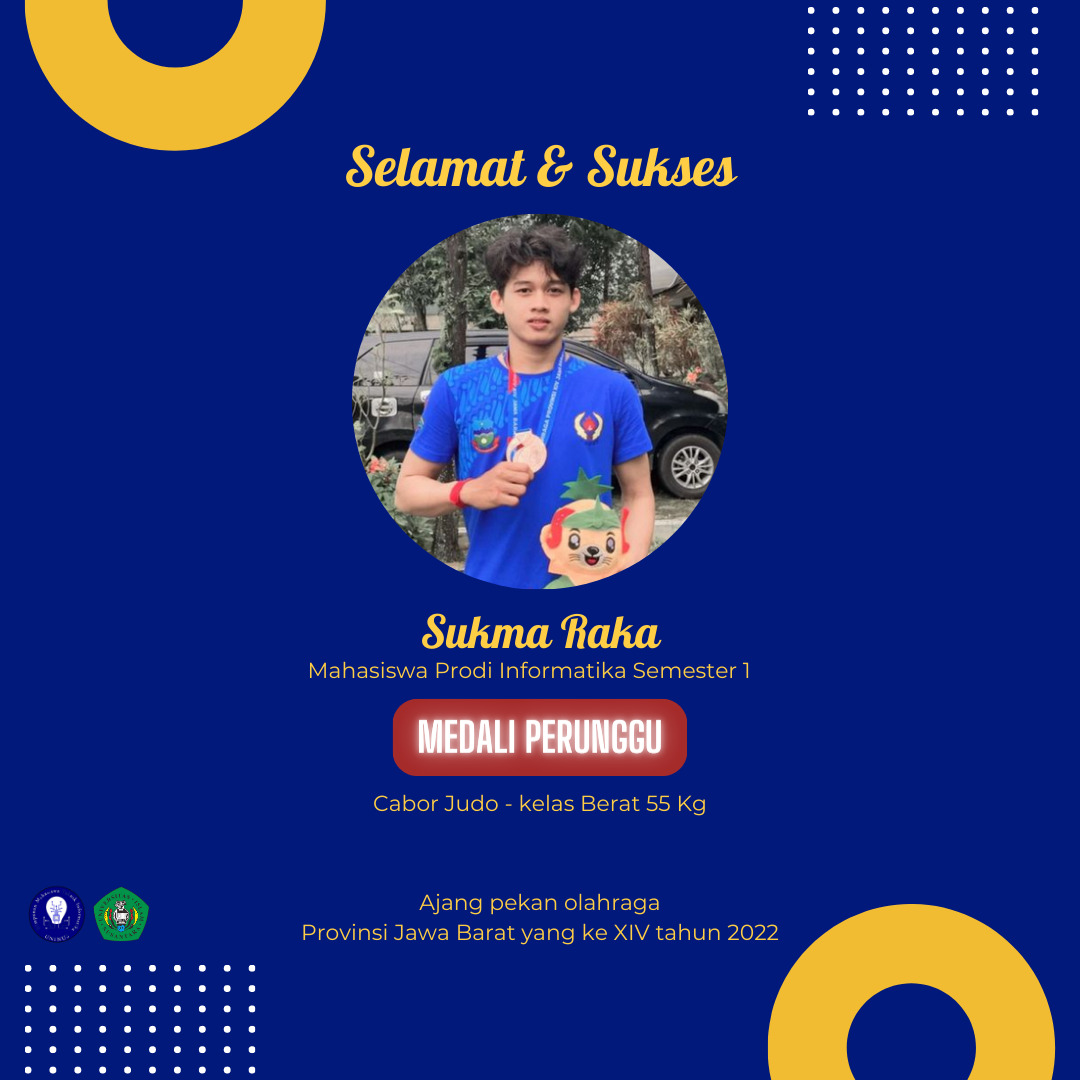 Selamat & Sukses
Sukma Raka
Mahasiswa Prodi Informatika Semester 1
MEDALI PERUNGGU
Cabor Judo - kelas Berat 55 Kg
Ajang pekan olahraga
Provinsi Jawa Barat yang ke XIV tahun 2022